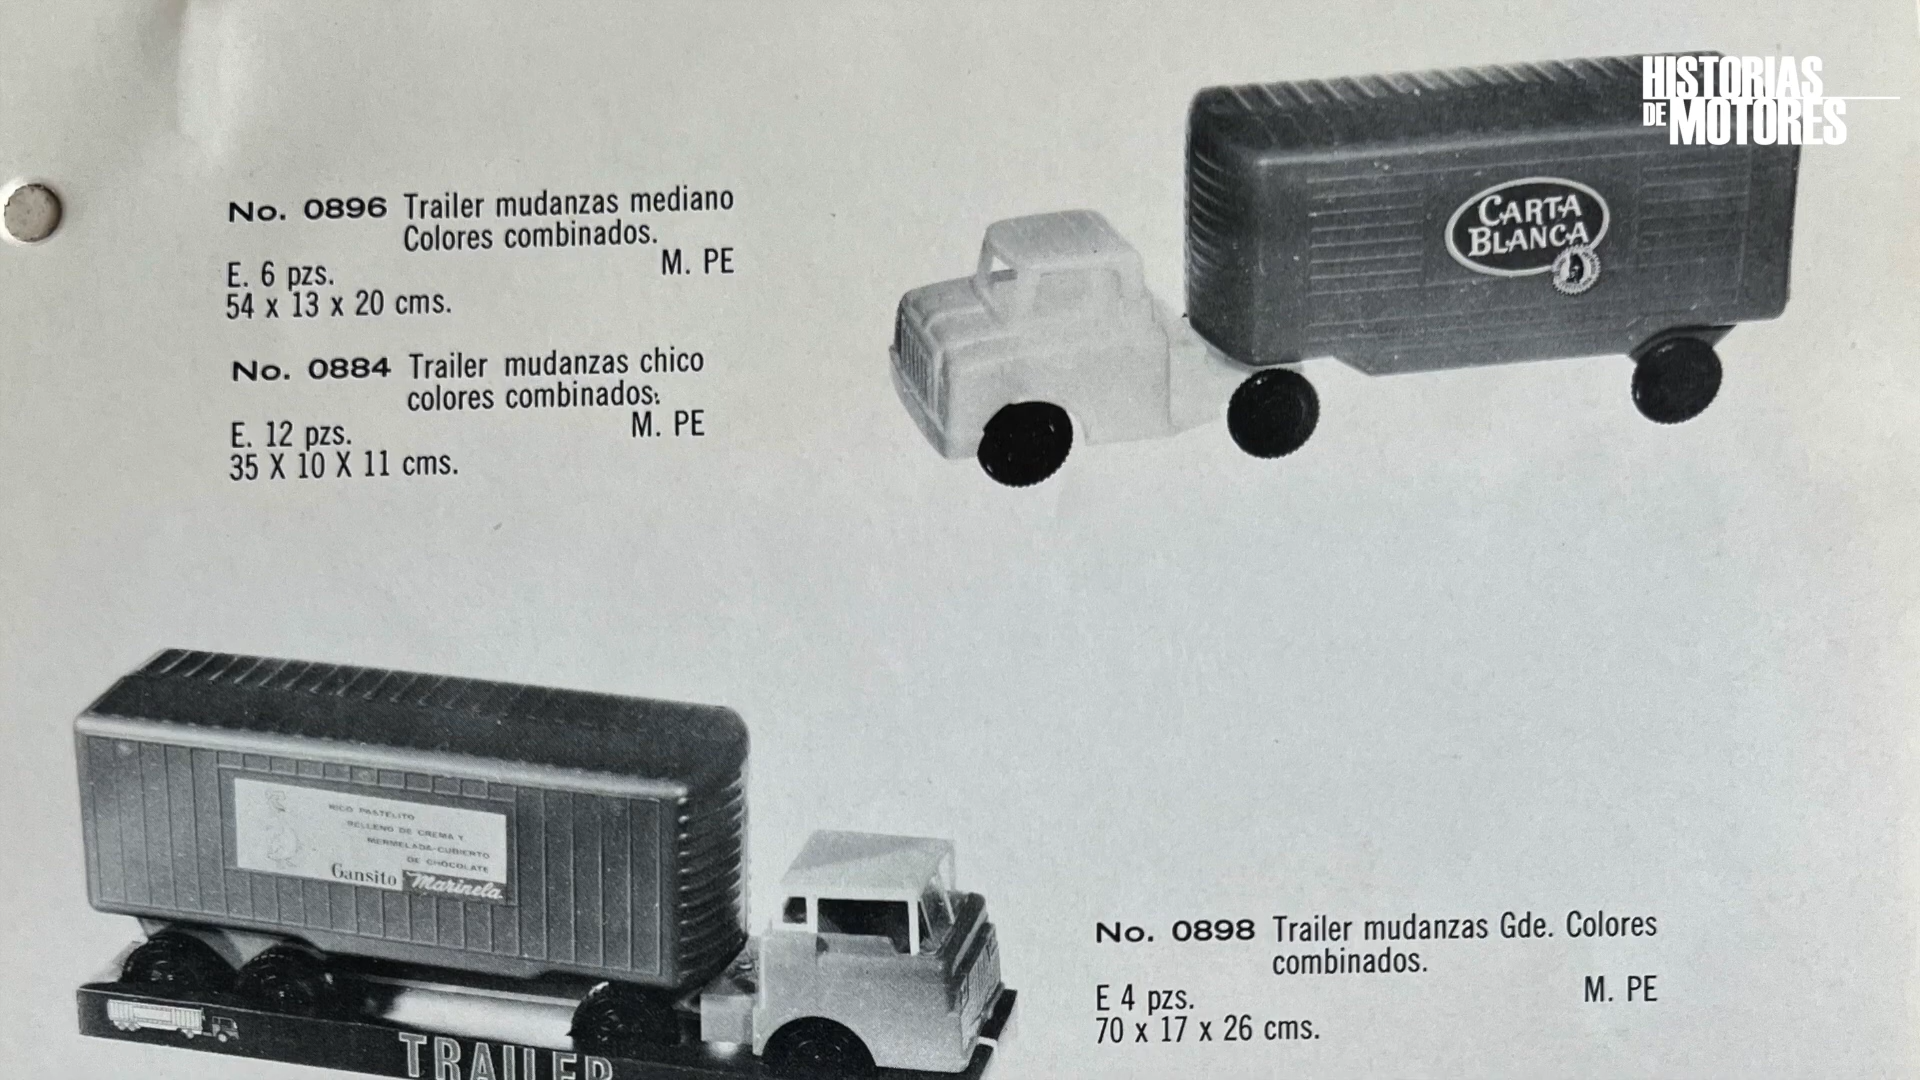 HISTORIAS
DE MOTORES
No. 0896 Trailer mudanzas mediano
Colores combinados.
M. PE
E. 6 pzs.
54 x 13 x 20 cms.
No. 0884 Trailer mudanzas chico
colores combinados.
M. PE
E. 12 pzs.
35 X 10 X 11 cms.
CARTA
BLANCA
RICO PASTELITO
RELLENO DE CREMA Y
MERMELADA-CUBIERTO
DE CHOCOLATE
Gansito Marinela
TRAILER
No. 0898 Trailer mudanzas Gde. Colores
combinados.
M. PE
E 4 pzs.
70 x 17 x 26 cms.